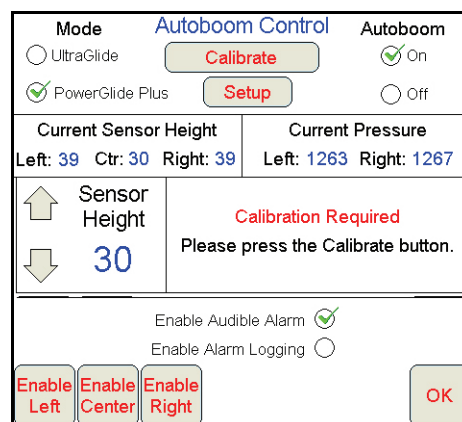 Mode
Autoboom Control
Autoboom
UltraGlide
Calibrate
On
PowerGlide Plus
Setup
Off
Current Sensor Height
Current Pressure
Left: 39 Ctr: 30 Right: 39
Left: 1263 Right: 1267
Sensor
Height
30
Calibration Required
Please press the Calibrate button.
Enable Audible Alarm
Enable Alarm Logging
Enable
Left
Enable
Center
Enable
Right
OK